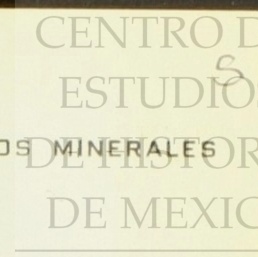 CENTRO D
S
ESTUDIO
OS MINERALES
DE HISTOR
DE MEXIC